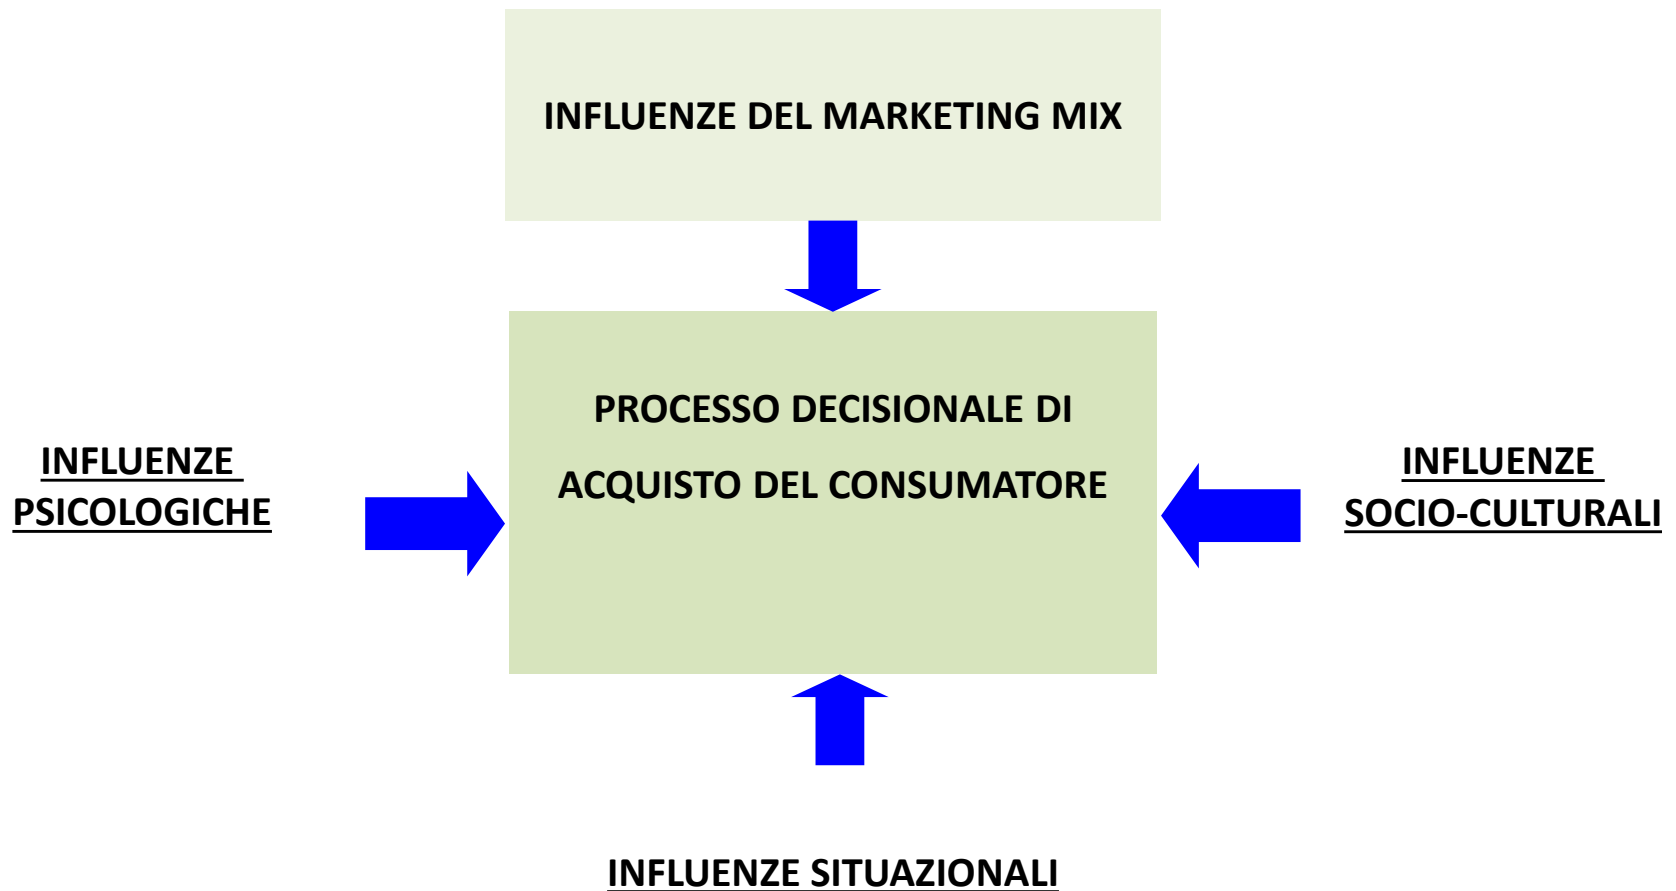 INFLUENZE DEL MARKETING MIX
PROCESSO DECISIONALE DI
ACQUISTO DEL CONSUMATORE
INFLUENZE
PSICOLOGICHE
INFLUENZE
SOCIO-CULTURALI
INFLUENZE SITUAZIONALI